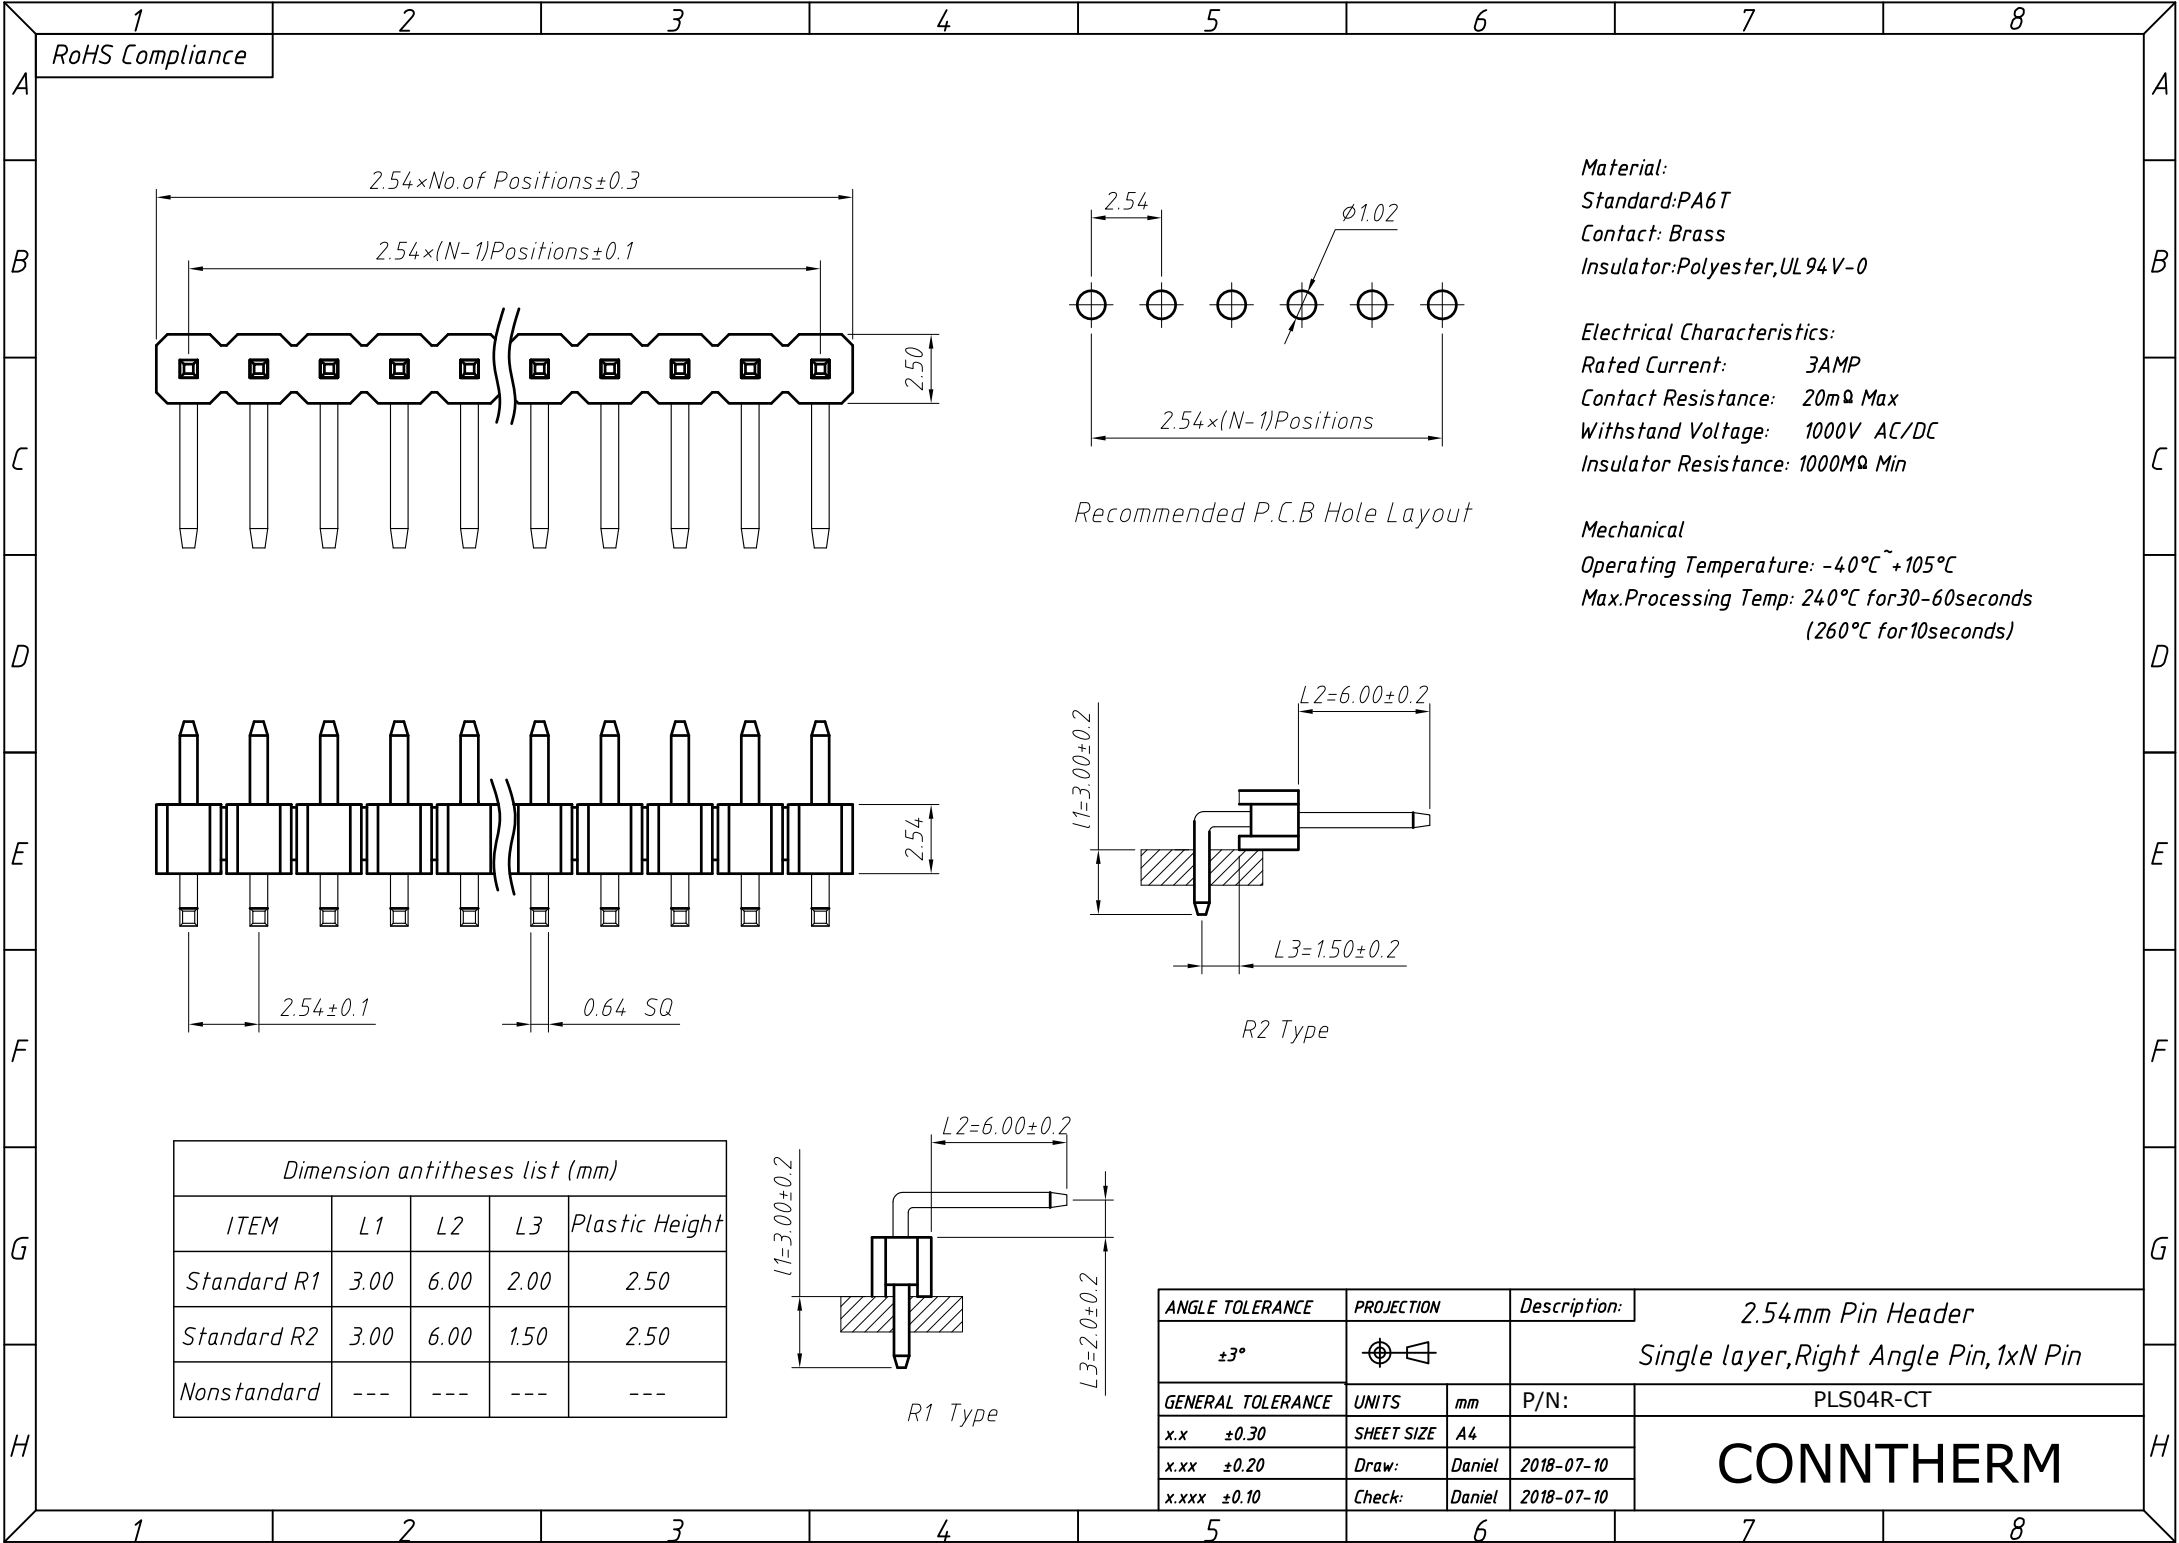 1 2 3 4 5 6 7 8
RoHS Compliance
A A
B B
C C
D D
E E
F F
G G
H H
2.54×No.of Positions±0.3
2.54×(N-1)Positions±0.1
2.50
2.54
⌀1.02
2.54×(N-1)Positions
Recommended P.C.B Hole Layout
Material:
Standard:PA6T
Contact: Brass
Insulator:Polyester,UL94V-0
Electrical Characteristics:
Rated Current: 3AMP
Contact Resistance: 20mΩ Max
Withstand Voltage: 1000V AC/DC
Insulator Resistance: 1000MΩ Min
Mechanical
Operating Temperature: -40°C~+105°C
Max.Processing Temp: 240°C for30-60seconds
(260°C for10seconds)
2.54
2.54±0.1
0.64 SQ
L2=6.00±0.2
l1=3.00±0.2
L3=1.50±0.2
R2 Type
Dimension antitheses list (mm)
ITEM L1 L2 L3 Plastic Height
Standard R1 3.00 6.00 2.00 2.50
Standard R2 3.00 6.00 1.50 2.50
Nonstandard --- --- --- ---
L2=6.00±0.2
l1=3.00±0.2
L3=2.0±0.2
R1 Type
ANGLE TOLERANCE PROJECTION Description: 2.54mm Pin Header
±3° Single layer,Right Angle Pin,1xN Pin
GENERAL TOLERANCE UNITS mm P/N: PLS04R-CT
x.x ±0.30 SHEET SIZE A4
x.xx ±0.20 Draw: Daniel 2018-07-10
x.xxx ±0.10 Check: Daniel 2018-07-10
CONNTHERM
1 2 3 4 5 6 7 8